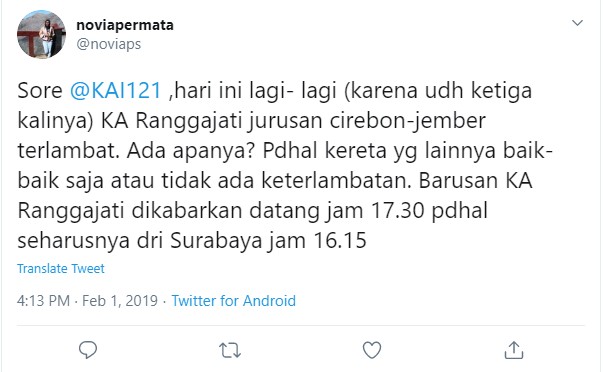 noviapermata
@noviaps
Sore @KAI121 ,hari ini lagi- lagi (karena udh ketiga
kalinya) KA Ranggajati jurusan cirebon-jember
terlambat. Ada apanya? Pdhal kereta yg lainnya baik-
baik saja atau tidak ada keterlambatan. Barusan KA
Ranggajati dikabarkan datang jam 17.30 pdhal
seharusnya dri Surabaya jam 16.15
Translate Tweet
4:13 PM · Feb 1, 2019 · Twitter for Android